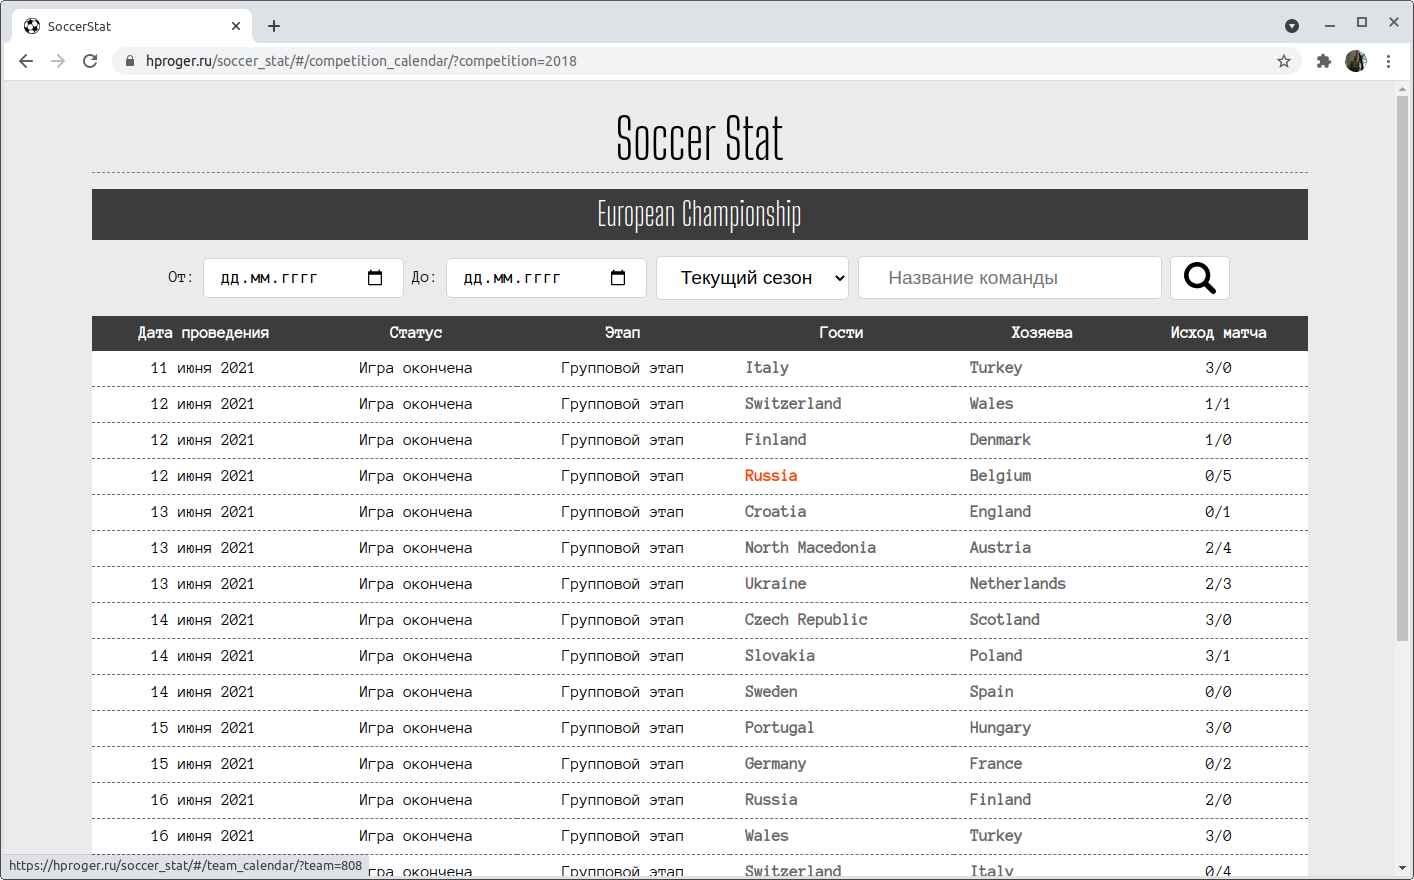 SoccerStat
hproger.ru/soccer_stat/#/competition_calendar/?competition=2018
Soccer Stat
European Championship
От: дд.мм.гггг До: дд.мм.гггг Текущий сезон Название команды
Дата проведения Статус Этап Гости Хозяева Исход матча
11 июня 2021 Игра окончена Групповой этап Italy Turkey 3/0
12 июня 2021 Игра окончена Групповой этап Switzerland Wales 1/1
12 июня 2021 Игра окончена Групповой этап Finland Denmark 1/0
12 июня 2021 Игра окончена Групповой этап Russia Belgium 0/5
13 июня 2021 Игра окончена Групповой этап Croatia England 0/1
13 июня 2021 Игра окончена Групповой этап North Macedonia Austria 2/4
13 июня 2021 Игра окончена Групповой этап Ukraine Netherlands 2/3
14 июня 2021 Игра окончена Групповой этап Czech Republic Scotland 3/0
14 июня 2021 Игра окончена Групповой этап Slovakia Poland 3/1
14 июня 2021 Игра окончена Групповой этап Sweden Spain 0/0
15 июня 2021 Игра окончена Групповой этап Portugal Hungary 3/0
15 июня 2021 Игра окончена Групповой этап Germany France 0/2
16 июня 2021 Игра окончена Групповой этап Russia Finland 2/0
16 июня 2021 Игра окончена Групповой этап Wales Turkey 3/0
гра окончена Групповой этап Switzerland Italy 0/4
https://hproger.ru/soccer_stat/#/team_calendar/?team=808